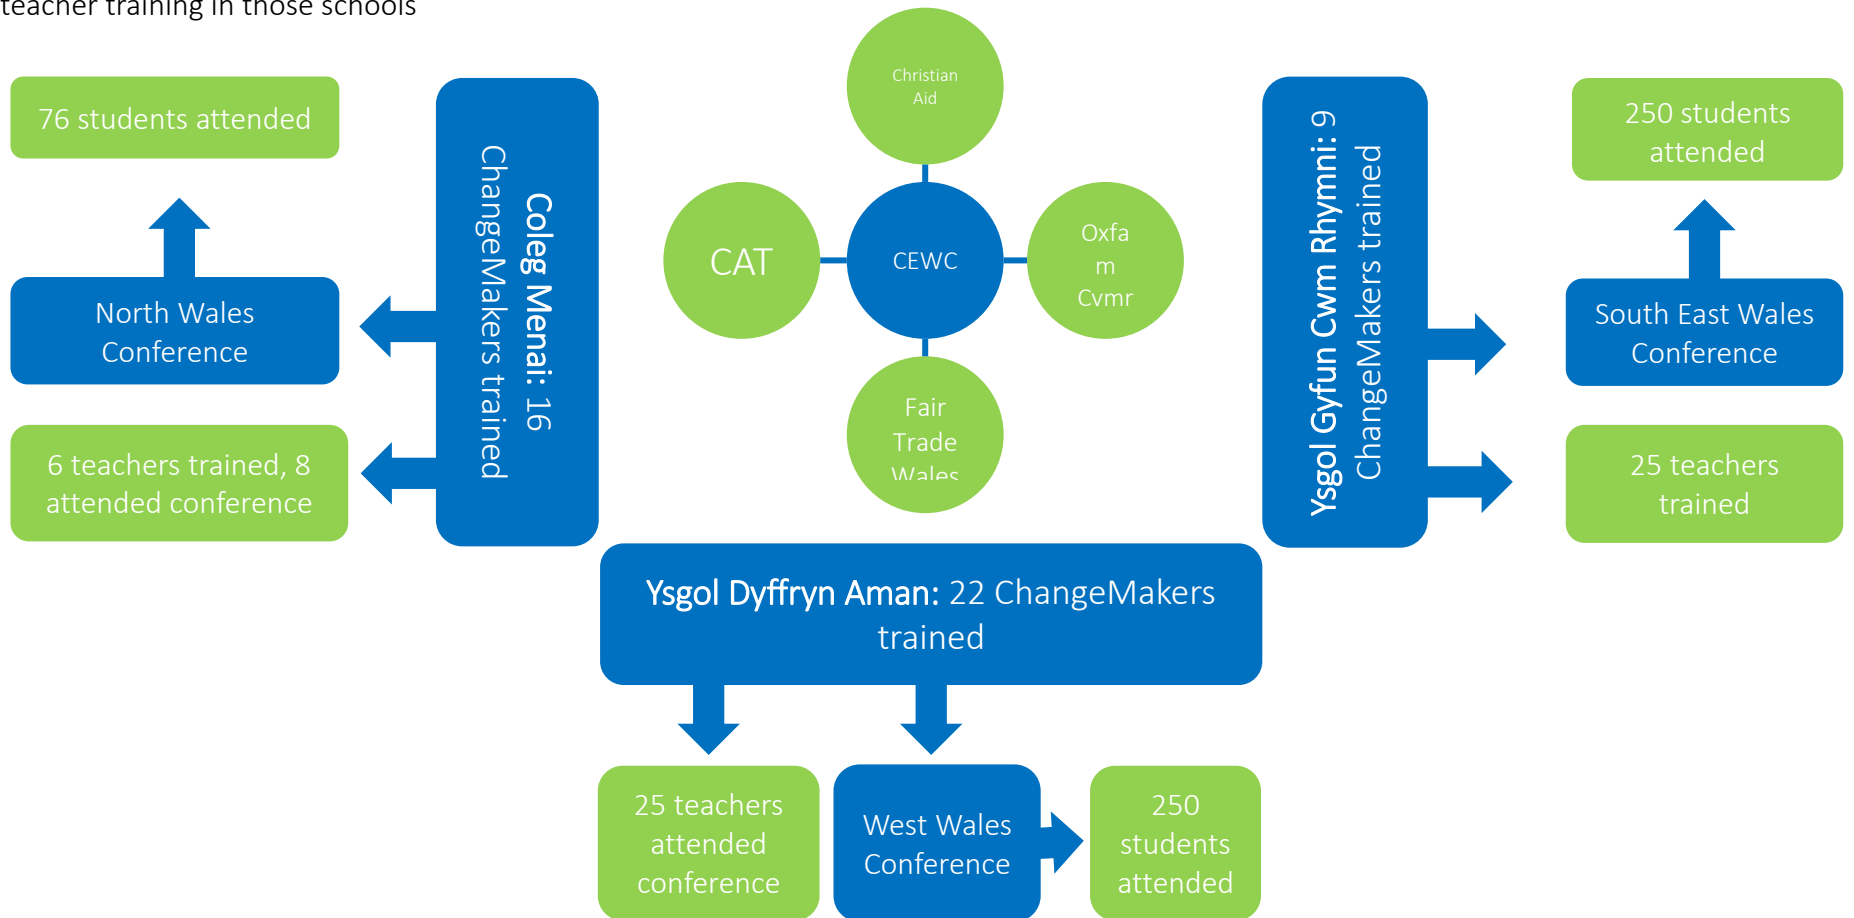 teacher training in those schools
76 students attended
North Wales
Conference
6 teachers trained, 8
attended conference
Coleg Menai: 16
ChangeMakers trained
Christian
Aid
CAT
CEWC
Oxfa
m
Cymr
Fair
Trade
Wales
Ysgol Gyfun Cwm Rhymni: 9
ChangeMakers trained
250 students
attended
South East Wales
Conference
25 teachers
trained
Ysgol Dyffryn Aman: 22 ChangeMakers
trained
25 teachers
attended
conference
West Wales
Conference
250
students
attended